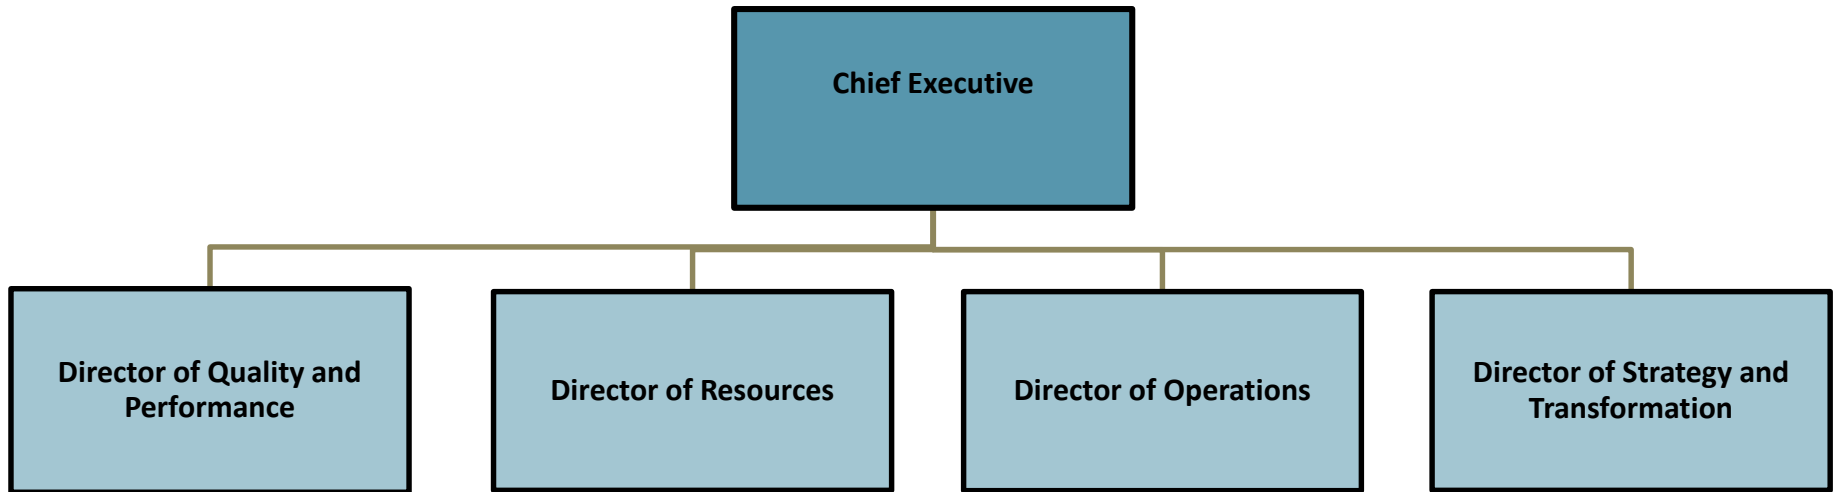 Chief Executive
Director of Quality and
Performance
Director of Resources
Director of Operations
Director of Strategy and
Transformation